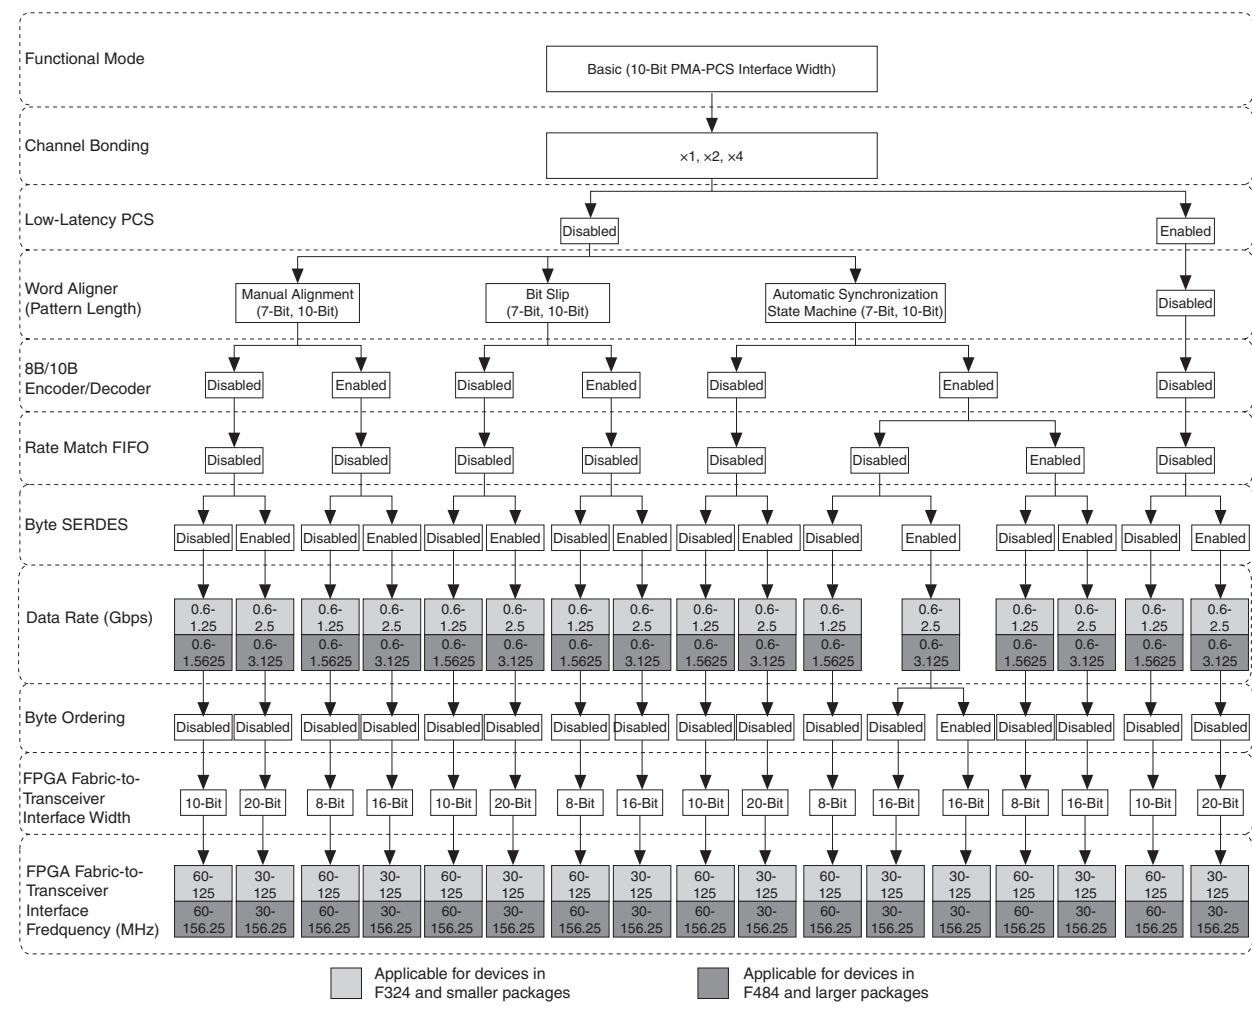 Functional Mode
Basic (10-Bit PMA-PCS Interface Width)
Channel Bonding
×1, ×2, ×4
Low-Latency PCS
Disabled
Enabled
Word Aligner
(Pattern Length)
Manual Alignment
(7-Bit, 10-Bit)
Bit Slip
(7-Bit, 10-Bit)
Automatic Synchronization
State Machine (7-Bit, 10-Bit)
Disabled
8B/10B
Encoder/Decoder
Disabled Enabled Disabled Enabled Disabled Enabled Disabled
Rate Match FIFO
Disabled Disabled Disabled Disabled Disabled Disabled Enabled Disabled
Byte SERDES
Disabled Enabled Disabled Enabled Disabled Enabled Disabled Enabled Disabled Enabled Disabled Enabled Disabled Enabled Disabled Enabled
Data Rate (Gbps)
0.6- 0.6- 0.6- 0.6- 0.6- 0.6- 0.6- 0.6- 0.6- 0.6- 0.6- 0.6- 0.6- 0.6- 0.6- 0.6-
1.25 2.5 1.25 2.5 1.25 2.5 1.25 2.5 1.25 2.5 1.25 2.5 1.25 2.5 1.25 2.5
0.6- 0.6- 0.6- 0.6- 0.6- 0.6- 0.6- 0.6- 0.6- 0.6- 0.6- 0.6- 0.6- 0.6- 0.6- 0.6-
1.5625 3.125 1.5625 3.125 1.5625 3.125 1.5625 3.125 1.5625 3.125 1.5625 3.125 1.5625 3.125 1.5625 3.125
Byte Ordering
Disabled Disabled Disabled Disabled Disabled Disabled Disabled Disabled Disabled Disabled Disabled Disabled Enabled Disabled Disabled Disabled Disabled
FPGA Fabric-to-
Transceiver
Interface Width
10-Bit 20-Bit 8-Bit 16-Bit 10-Bit 20-Bit 8-Bit 16-Bit 10-Bit 20-Bit 8-Bit 16-Bit 16-Bit 8-Bit 16-Bit 10-Bit 20-Bit
FPGA Fabric-to-
Transceiver
Interface
Fredquency (MHz)
60- 30- 60- 30- 60- 30- 60- 30- 60- 30- 60- 30- 30- 60- 30- 60- 30-
125 125 125 125 125 125 125 125 125 125 125 125 125 125 125 125 125
60- 30- 60- 30- 60- 30- 60- 30- 60- 30- 60- 30- 30- 60- 30- 60- 30-
156.25 156.25 156.25 156.25 156.25 156.25 156.25 156.25 156.25 156.25 156.25 156.25 156.25 156.25 156.25 156.25 156.25
Applicable for devices in
F324 and smaller packages
Applicable for devices in
F484 and larger packages